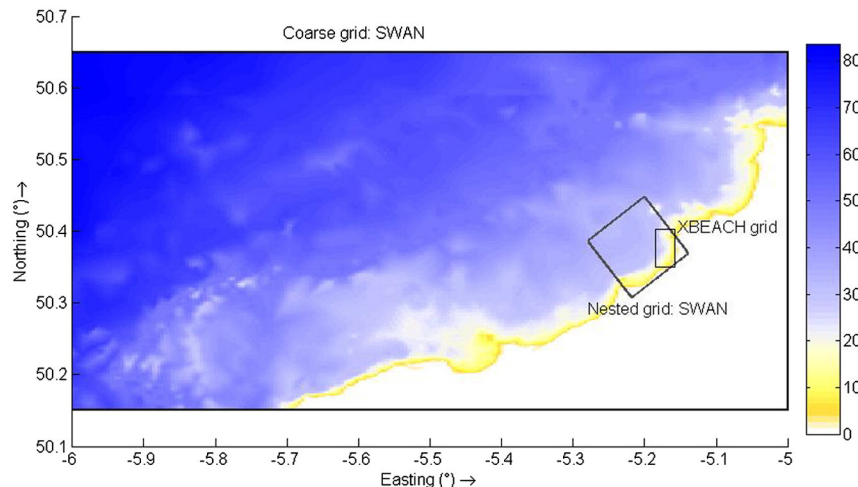 Coarse grid: SWAN
50.7
50.6
50.5
50.4
50.3
50.2
50.1
Northing (°) →
XBEACH grid
Nested grid: SWAN
-6 -5.9 -5.8 -5.7 -5.6 -5.5 -5.4 -5.3 -5.2 -5.1 -5
Easting (°) →
80
70
60
50
40
30
20
10
0